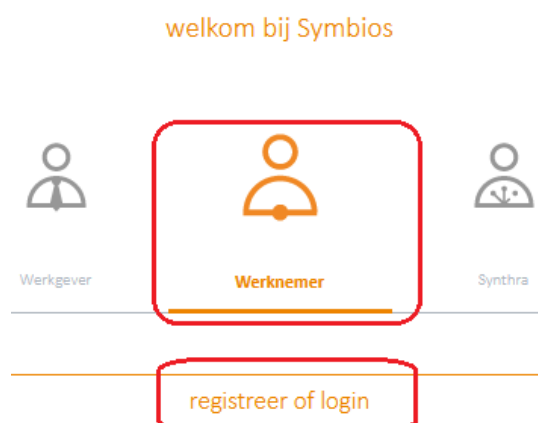 welkom bij Symbios
Werkgever
Werknemer
Synthra
registreer of login